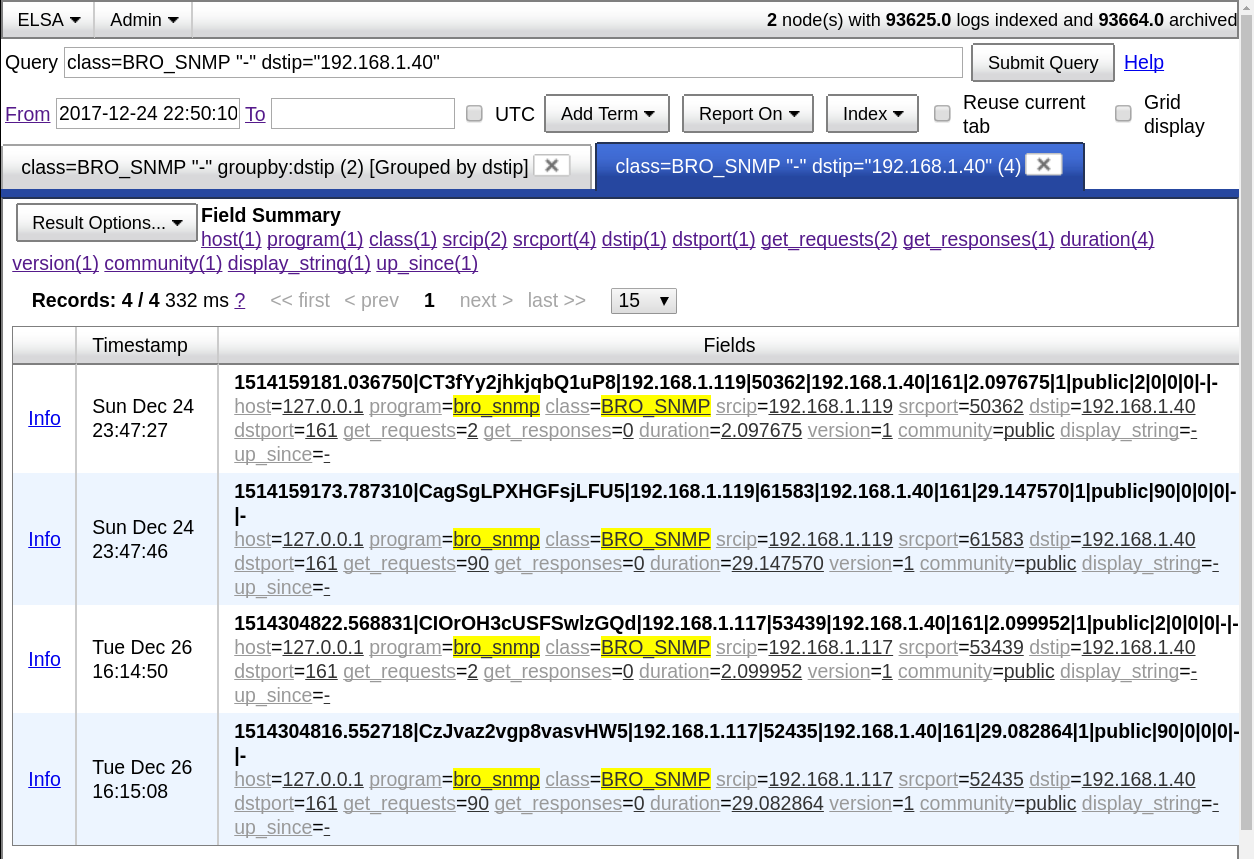 ELSA Admin 2 node(s) with 93625.0 logs indexed and 93664.0 archived
Query class=BRO_SNMP "-" dstip="192.168.1.40" Submit Query Help
From 2017-12-24 22:50:10 To UTC Add Term Report On Index Reuse current tab Grid display
class=BRO_SNMP "-" groupby:dstip (2) [Grouped by dstip] class=BRO_SNMP "-" dstip="192.168.1.40" (4)
Result Options... Field Summary
host(1) program(1) class(1) srcip(2) srcport(4) dstip(1) dstport(1) get_requests(2) get_responses(1) duration(4)
version(1) community(1) display_string(1) up_since(1)
Records: 4 / 4 332 ms ? << first < prev 1 next > last >> 15
Timestamp Fields
Info
Sun Dec 24
23:47:27
1514159181.036750|CT3fYy2jhkjqbQ1uP8|192.168.1.119|50362|192.168.1.40|161|2.097675|1|public|2|0|0|0|-|-
host=127.0.0.1 program=bro_snmp class=BRO_SNMP srcip=192.168.1.119 srcport=50362 dstip=192.168.1.40
dstport=161 get_requests=2 get_responses=0 duration=2.097675 version=1 community=public display_string=-
up_since=-
Info
Sun Dec 24
23:47:46
1514159173.787310|CagSgLPXHGFsjLFU5|192.168.1.119|61583|192.168.1.40|161|29.147570|1|public|90|0|0|0|-
|-
host=127.0.0.1 program=bro_snmp class=BRO_SNMP srcip=192.168.1.119 srcport=61583 dstip=192.168.1.40
dstport=161 get_requests=90 get_responses=0 duration=29.147570 version=1 community=public display_string=-
up_since=-
Info
Tue Dec 26
16:14:50
1514304822.568831|CIOrOH3cUSFSwlzGQd|192.168.1.117|53439|192.168.1.40|161|2.099952|1|public|2|0|0|0|-|-
host=127.0.0.1 program=bro_snmp class=BRO_SNMP srcip=192.168.1.117 srcport=53439 dstip=192.168.1.40
dstport=161 get_requests=2 get_responses=0 duration=2.099952 version=1 community=public display_string=-
up_since=-
Info
Tue Dec 26
16:15:08
1514304816.552718|CzJvaz2vgp8vasvHW5|192.168.1.117|52435|192.168.1.40|161|29.082864|1|public|90|0|0|0|-
|-
host=127.0.0.1 program=bro_snmp class=BRO_SNMP srcip=192.168.1.117 srcport=52435 dstip=192.168.1.40
dstport=161 get_requests=90 get_responses=0 duration=29.082864 version=1 community=public display_string=-
up_since=-